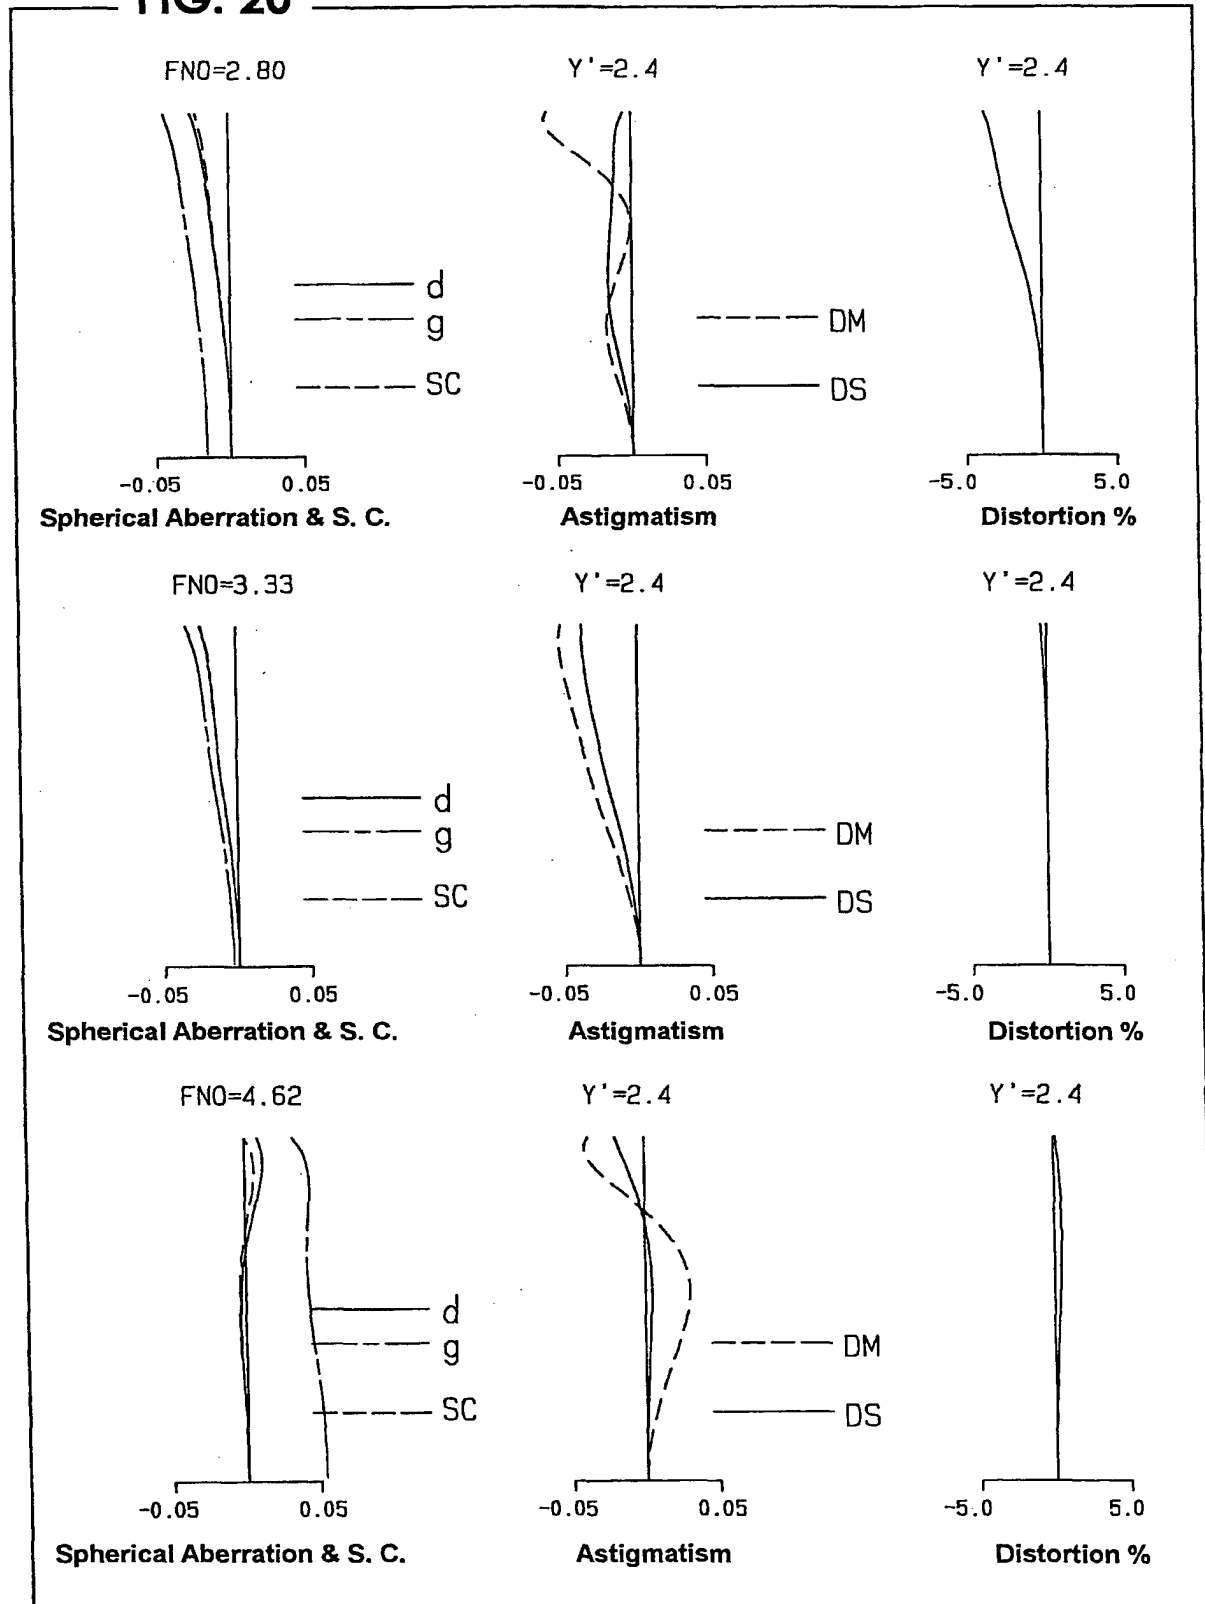 FIG. 20
FNO=2.80 Y'=2.4 Y'=2.4
d
g
DM
SC
DS
-0.05 0.05 -0.05 0.05 -5.0 5.0
Spherical Aberration & S. C. Astigmatism Distortion %
FNO=3.33 Y'=2.4 Y'=2.4
d
g
DM
SC
DS
-0.05 0.05 -0.05 0.05 -5.0 5.0
Spherical Aberration & S. C. Astigmatism Distortion %
FNO=4.62 Y'=2.4 Y'=2.4
d
g
DM
SC
DS
-0.05 0.05 -0.05 0.05 -5.0 5.0
Spherical Aberration & S. C. Astigmatism Distortion %